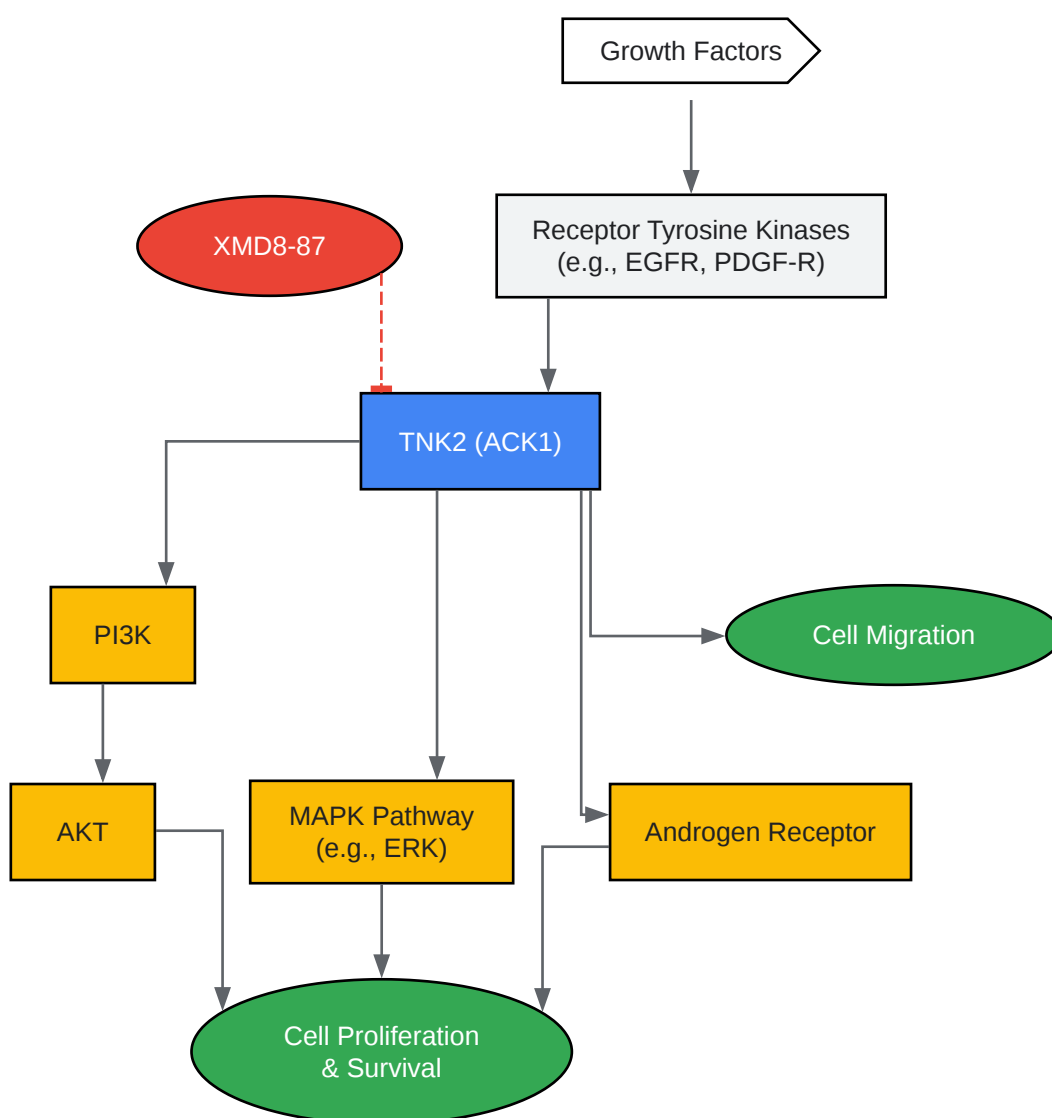 Growth Factors
Receptor Tyrosine Kinases
(e.g., EGFR, PDGF-R)
XMD8-87
TNK2 (ACK1)
PI3K
Cell Migration
AKT
MAPK Pathway
(e.g., ERK)
Androgen Receptor
Cell Proliferation
& Survival